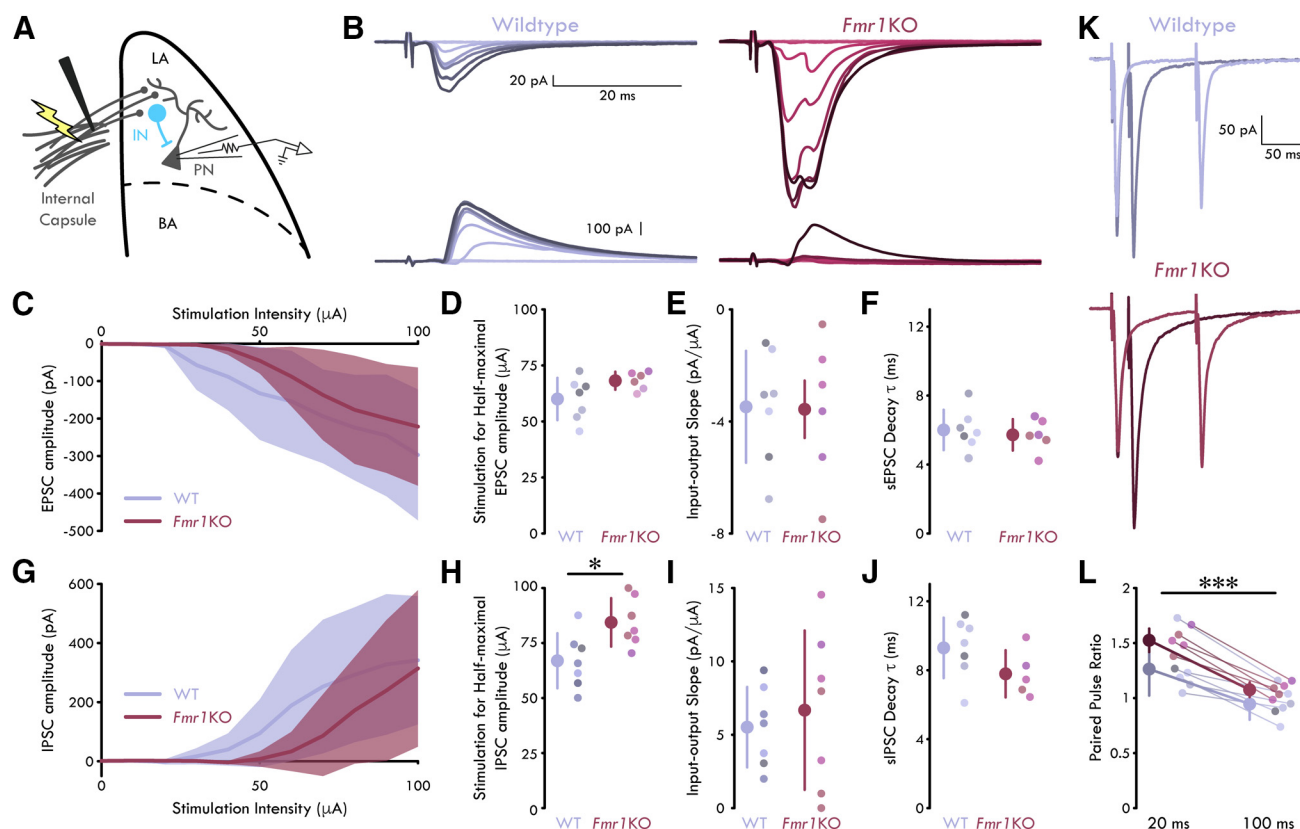 A
LA
IN
PN
Internal
Capsule
BA
B
Wildtype
20 pA
20 ms
100 pA
Fmr1KO
K
Wildtype
50 pA
50 ms
Fmr1KO
C
Stimulation Intensity (µA)
0
50
100
EPSC amplitude (pA)
0
-100
-200
-300
-400
-500
WT
Fmr1KO
D
Stimulation for Half-maximal
EPSC amplitude (µA)
100
75
50
25
0
WT
Fmr1KO
E
Input-output Slope (pA/µA)
0
-4
-8
WT
Fmr1KO
F
sEPSC Decay τ (ms)
12
8
4
0
WT
Fmr1KO
G
IPSC amplitude (pA)
600
400
200
0
WT
Fmr1KO
50
100
Stimulation Intensity (µA)
H
Stimulation for Half-maximal
IPSC amplitude (µA)
100
75
50
25
0
*
WT
Fmr1KO
I
Input-output Slope (pA/µA)
15
10
5
0
WT
Fmr1KO
J
sIPSC Decay τ (ms)
12
8
4
0
WT
Fmr1KO
L
Paired Pulse Ratio
2
1.5
1
0.5
0
***
20 ms
100 ms